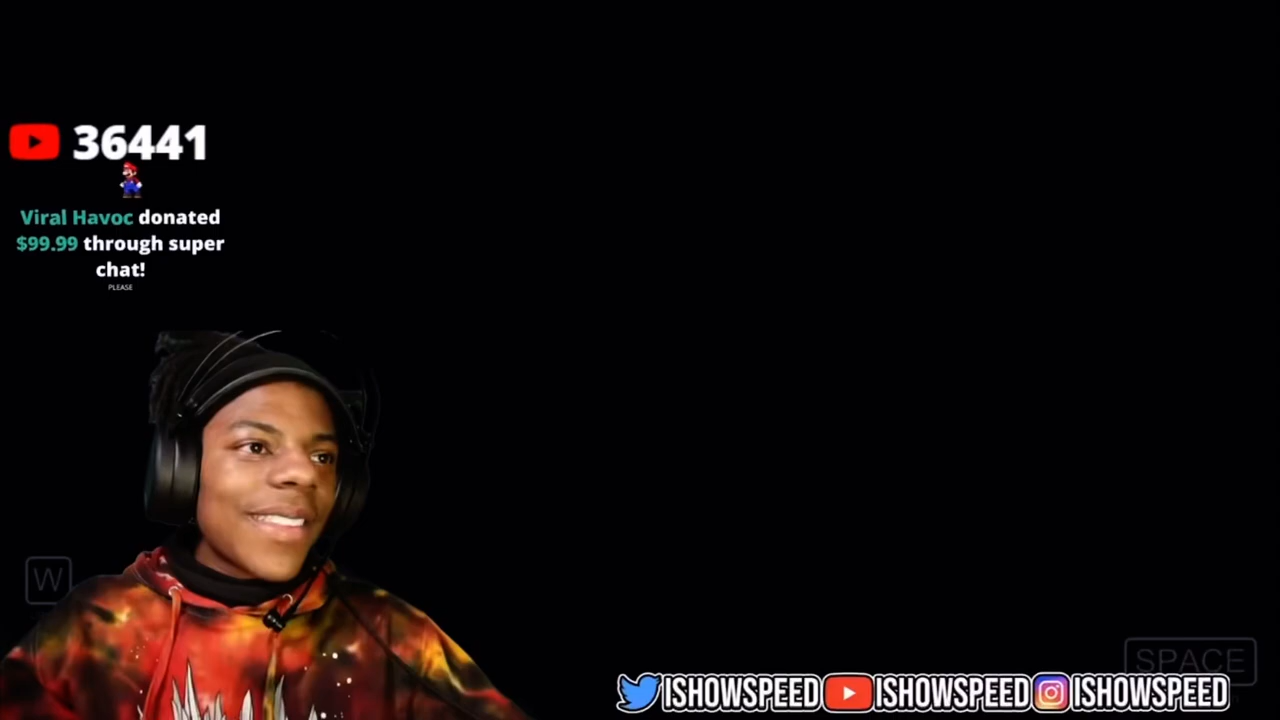 36441
Viral Havoc donated
$99.99 through super
chat!
PLEASE
W
SPACE
ISHOWSPEED ISHOWSPEED ISHOWSPEED